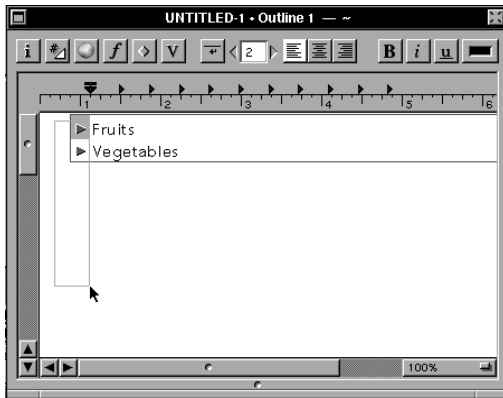 UNTITLED-1 • Outline 1 — ~
i # f V 2 B i u
1 2 3 4 5 6
Fruits
Vegetables
100%